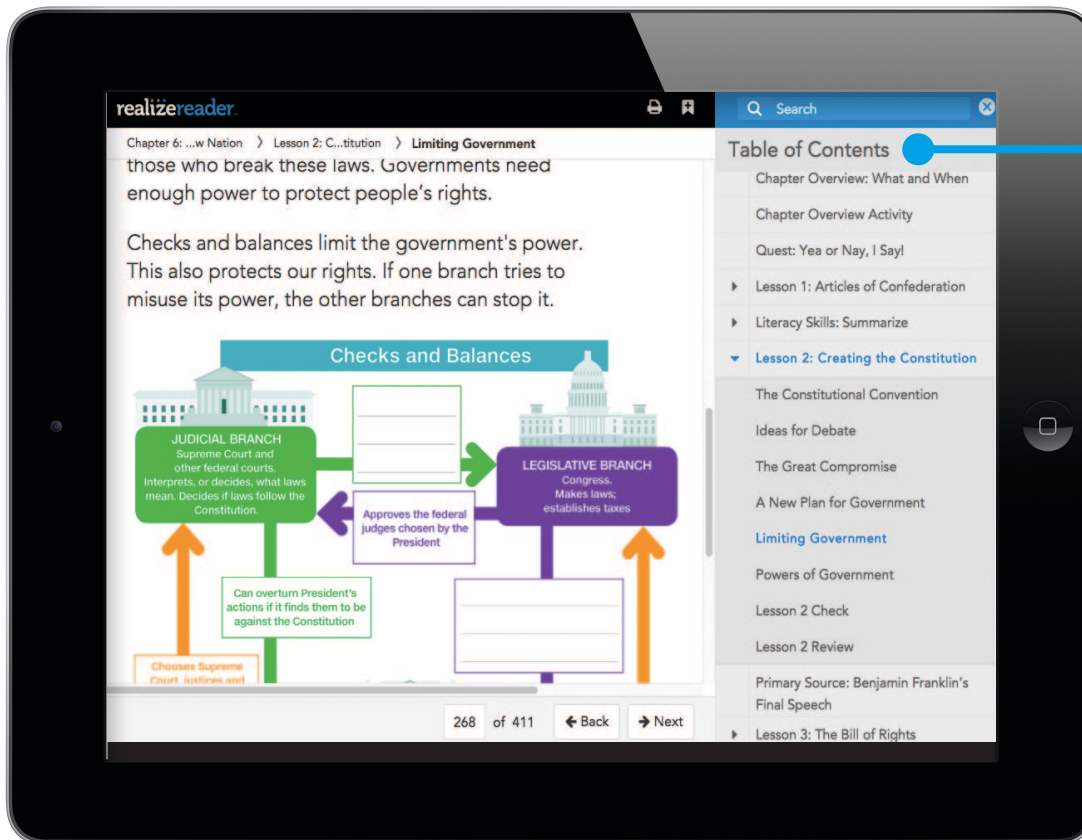 realizereader.
Chapter 6: ...w Nation > Lesson 2: C...titution > Limiting Government
those who break these laws. Governments need
enough power to protect people's rights.
Checks and balances limit the government's power.
This also protects our rights. If one branch tries to
misuse its power, the other branches can stop it.
Checks and Balances
JUDICIAL BRANCH
Supreme Court and
other federal courts.
Interprets, or decides, what laws
mean. Decides if laws follow the
Constitution.
LEGISLATIVE BRANCH
Congress.
Makes laws;
establishes taxes
Approves the federal
judges chosen by the
President
Can overturn President's
actions if it finds them to be
against the Constitution
Chooses Supreme
Court justices and
268 of 411
Back
Next
Search
Table of Contents
Chapter Overview: What and When
Chapter Overview Activity
Quest: Yea or Nay, I Say!
Lesson 1: Articles of Confederation
Literacy Skills: Summarize
Lesson 2: Creating the Constitution
The Constitutional Convention
Ideas for Debate
The Great Compromise
A New Plan for Government
Limiting Government
Powers of Government
Lesson 2 Check
Lesson 2 Review
Primary Source: Benjamin Franklin's
Final Speech
Lesson 3: The Bill of Rights